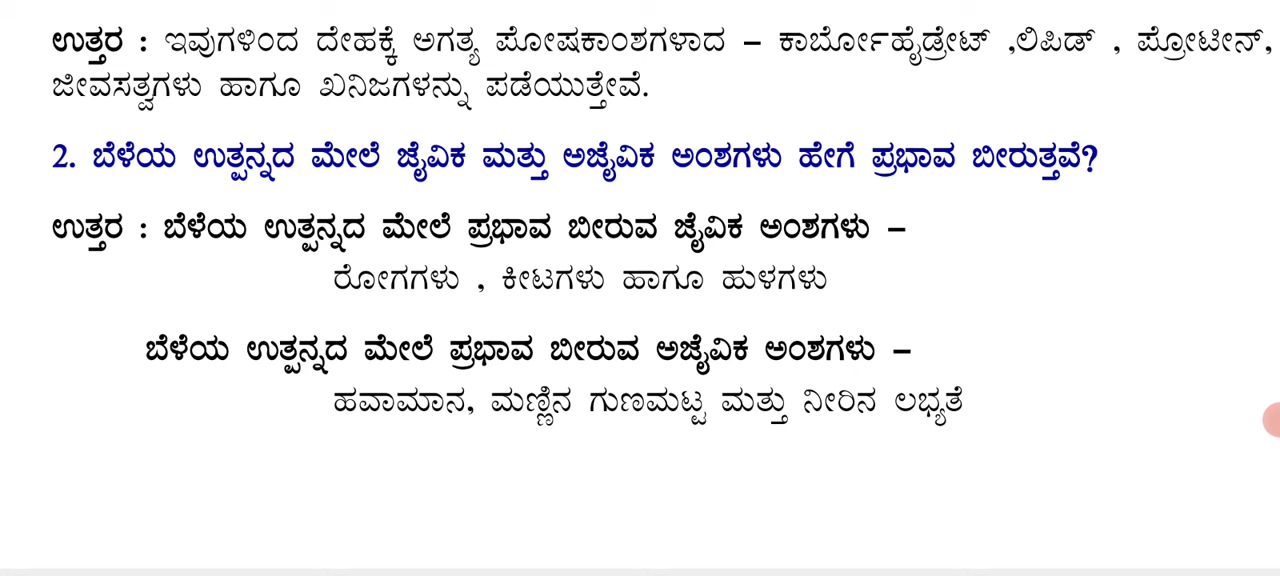 ಉತ್ತರ : ಇವುಗಳಿಂದ ದೇಹಕ್ಕೆ ಅಗತ್ಯ ಪೋಷಕಾಂಶಗಳಾದ – ಕಾರ್ಬೋಹೈಡ್ರೇಟ್ ,ಲಿಪಿಡ್ , ಪ್ರೋಟೀನ್,
ಜೀವಸತ್ವಗಳು ಹಾಗೂ ಖನಿಜಗಳನ್ನು ಪಡೆಯುತ್ತೇವೆ.
2. ಬೆಳೆಯ ಉತ್ಪನ್ನದ ಮೇಲೆ ಜೈವಿಕ ಮತ್ತು ಅಜೈವಿಕ ಅಂಶಗಳು ಹೇಗೆ ಪ್ರಭಾವ ಬೀರುತ್ತವೆ?
ಉತ್ತರ : ಬೆಳೆಯ ಉತ್ಪನ್ನದ ಮೇಲೆ ಪ್ರಭಾವ ಬೀರುವ ಜೈವಿಕ ಅಂಶಗಳು –
ರೋಗಗಳು , ಕೀಟಗಳು ಹಾಗೂ ಹುಳಗಳು
ಬೆಳೆಯ ಉತ್ಪನ್ನದ ಮೇಲೆ ಪ್ರಭಾವ ಬೀರುವ ಅಜೈವಿಕ ಅಂಶಗಳು –
ಹವಾಮಾನ, ಮಣ್ಣಿನ ಗುಣಮಟ್ಟ ಮತ್ತು ನೀರಿನ ಲಭ್ಯತೆ